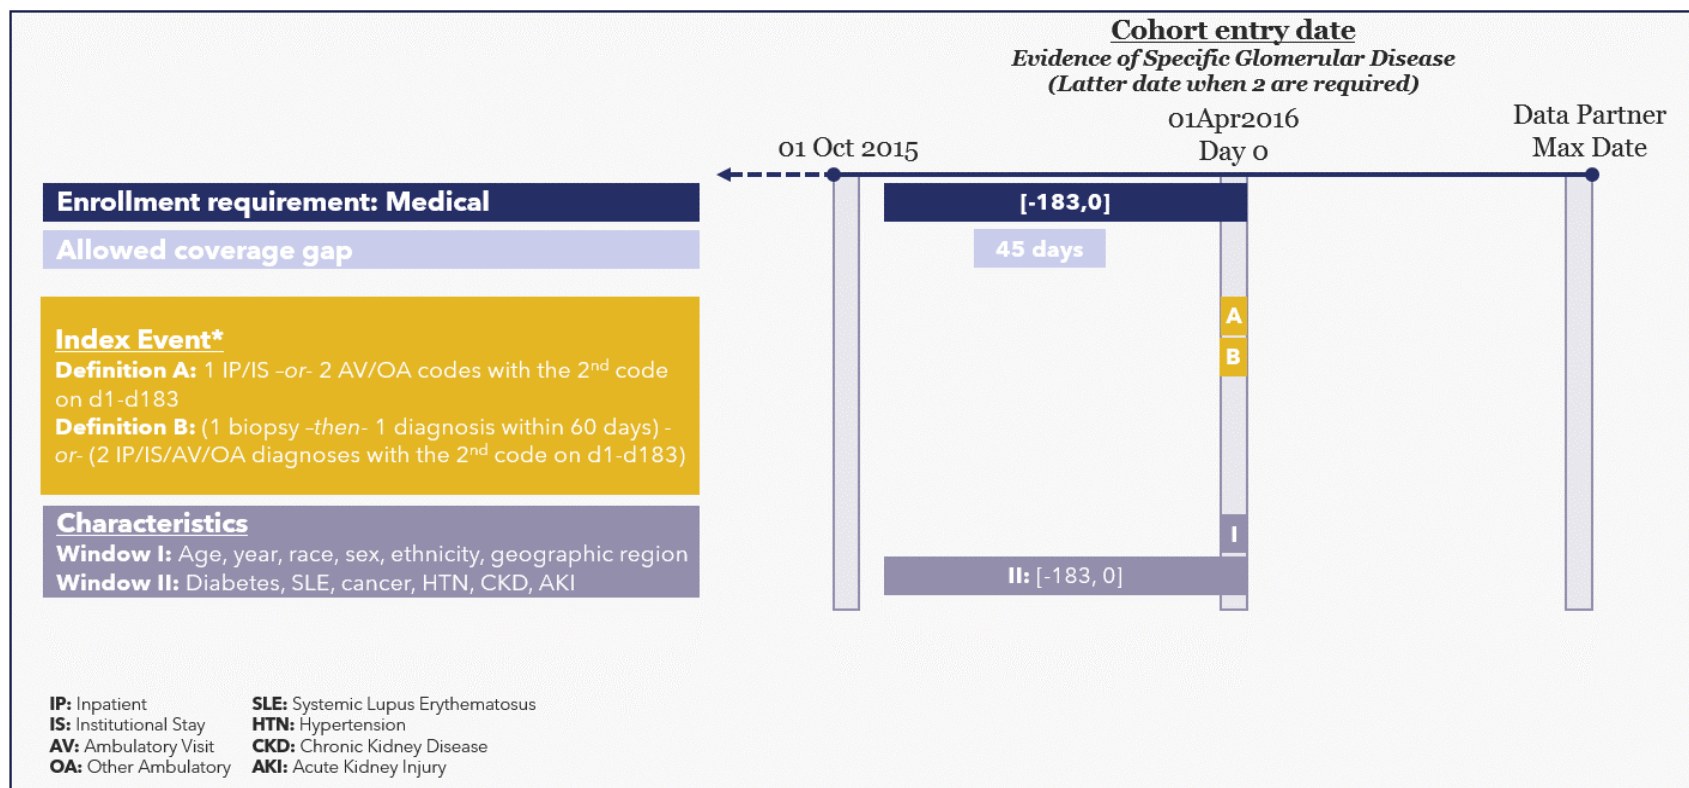 Cohort entry date
Evidence of Specific Glomerular Disease
(Latter date when 2 are required)
01 Oct 2015
01Apr2016
Day 0
Data Partner
Max Date
Enrollment requirement: Medical
[-183,0]
Allowed coverage gap
45 days
Index Event*
Definition A: 1 IP/IS –or- 2 AV/OA codes with the 2nd code
on d1-d183
Definition B: (1 biopsy –then- 1 diagnosis within 60 days) -
or- (2 IP/IS/AV/OA diagnoses with the 2nd code on d1-d183)
A
B
Characteristics
Window I: Age, year, race, sex, ethnicity, geographic region
Window II: Diabetes, SLE, cancer, HTN, CKD, AKI
I
II: [-183, 0]
IP: Inpatient
IS: Institutional Stay
AV: Ambulatory Visit
OA: Other Ambulatory
SLE: Systemic Lupus Erythematosus
HTN: Hypertension
CKD: Chronic Kidney Disease
AKI: Acute Kidney Injury